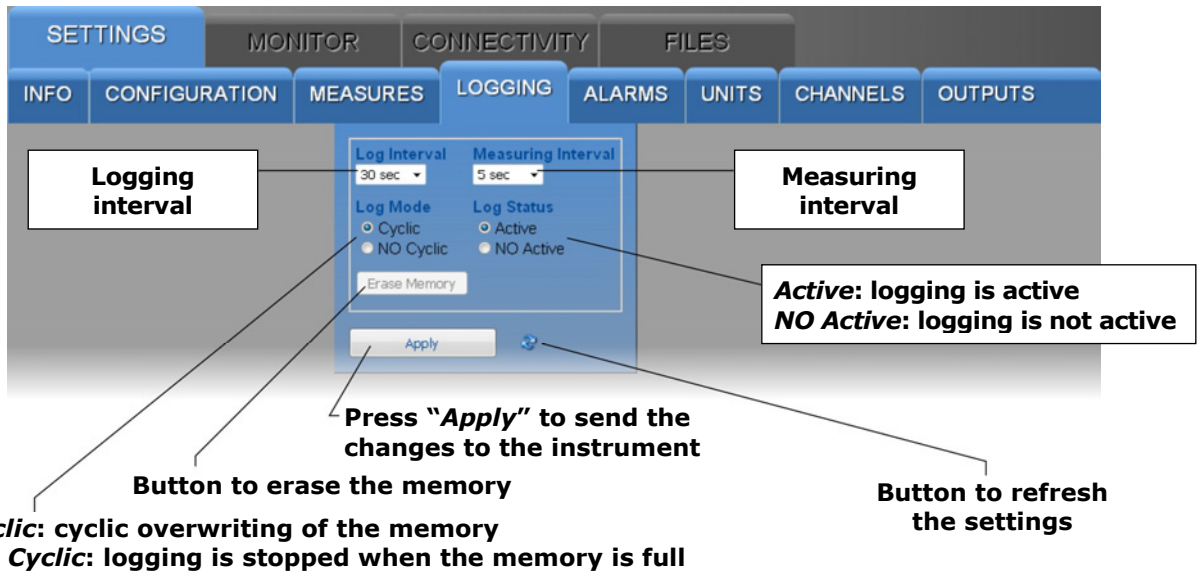 SETTINGS MONITOR CONNECTIVITY FILES
INFO CONFIGURATION MEASURES LOGGING ALARMS UNITS CHANNELS OUTPUTS
Log Interval Measuring Interval
30 sec 5 sec
Logging
interval
Measuring
interval
Log Mode Log Status
Cyclic Active
NO Cyclic NO Active
Erase Memory
Active: logging is active
NO Active: logging is not active
Apply
Press “Apply” to send the
changes to the instrument
Button to erase the memory
Button to refresh
the settings
clic: cyclic overwriting of the memory
Cyclic: logging is stopped when the memory is full